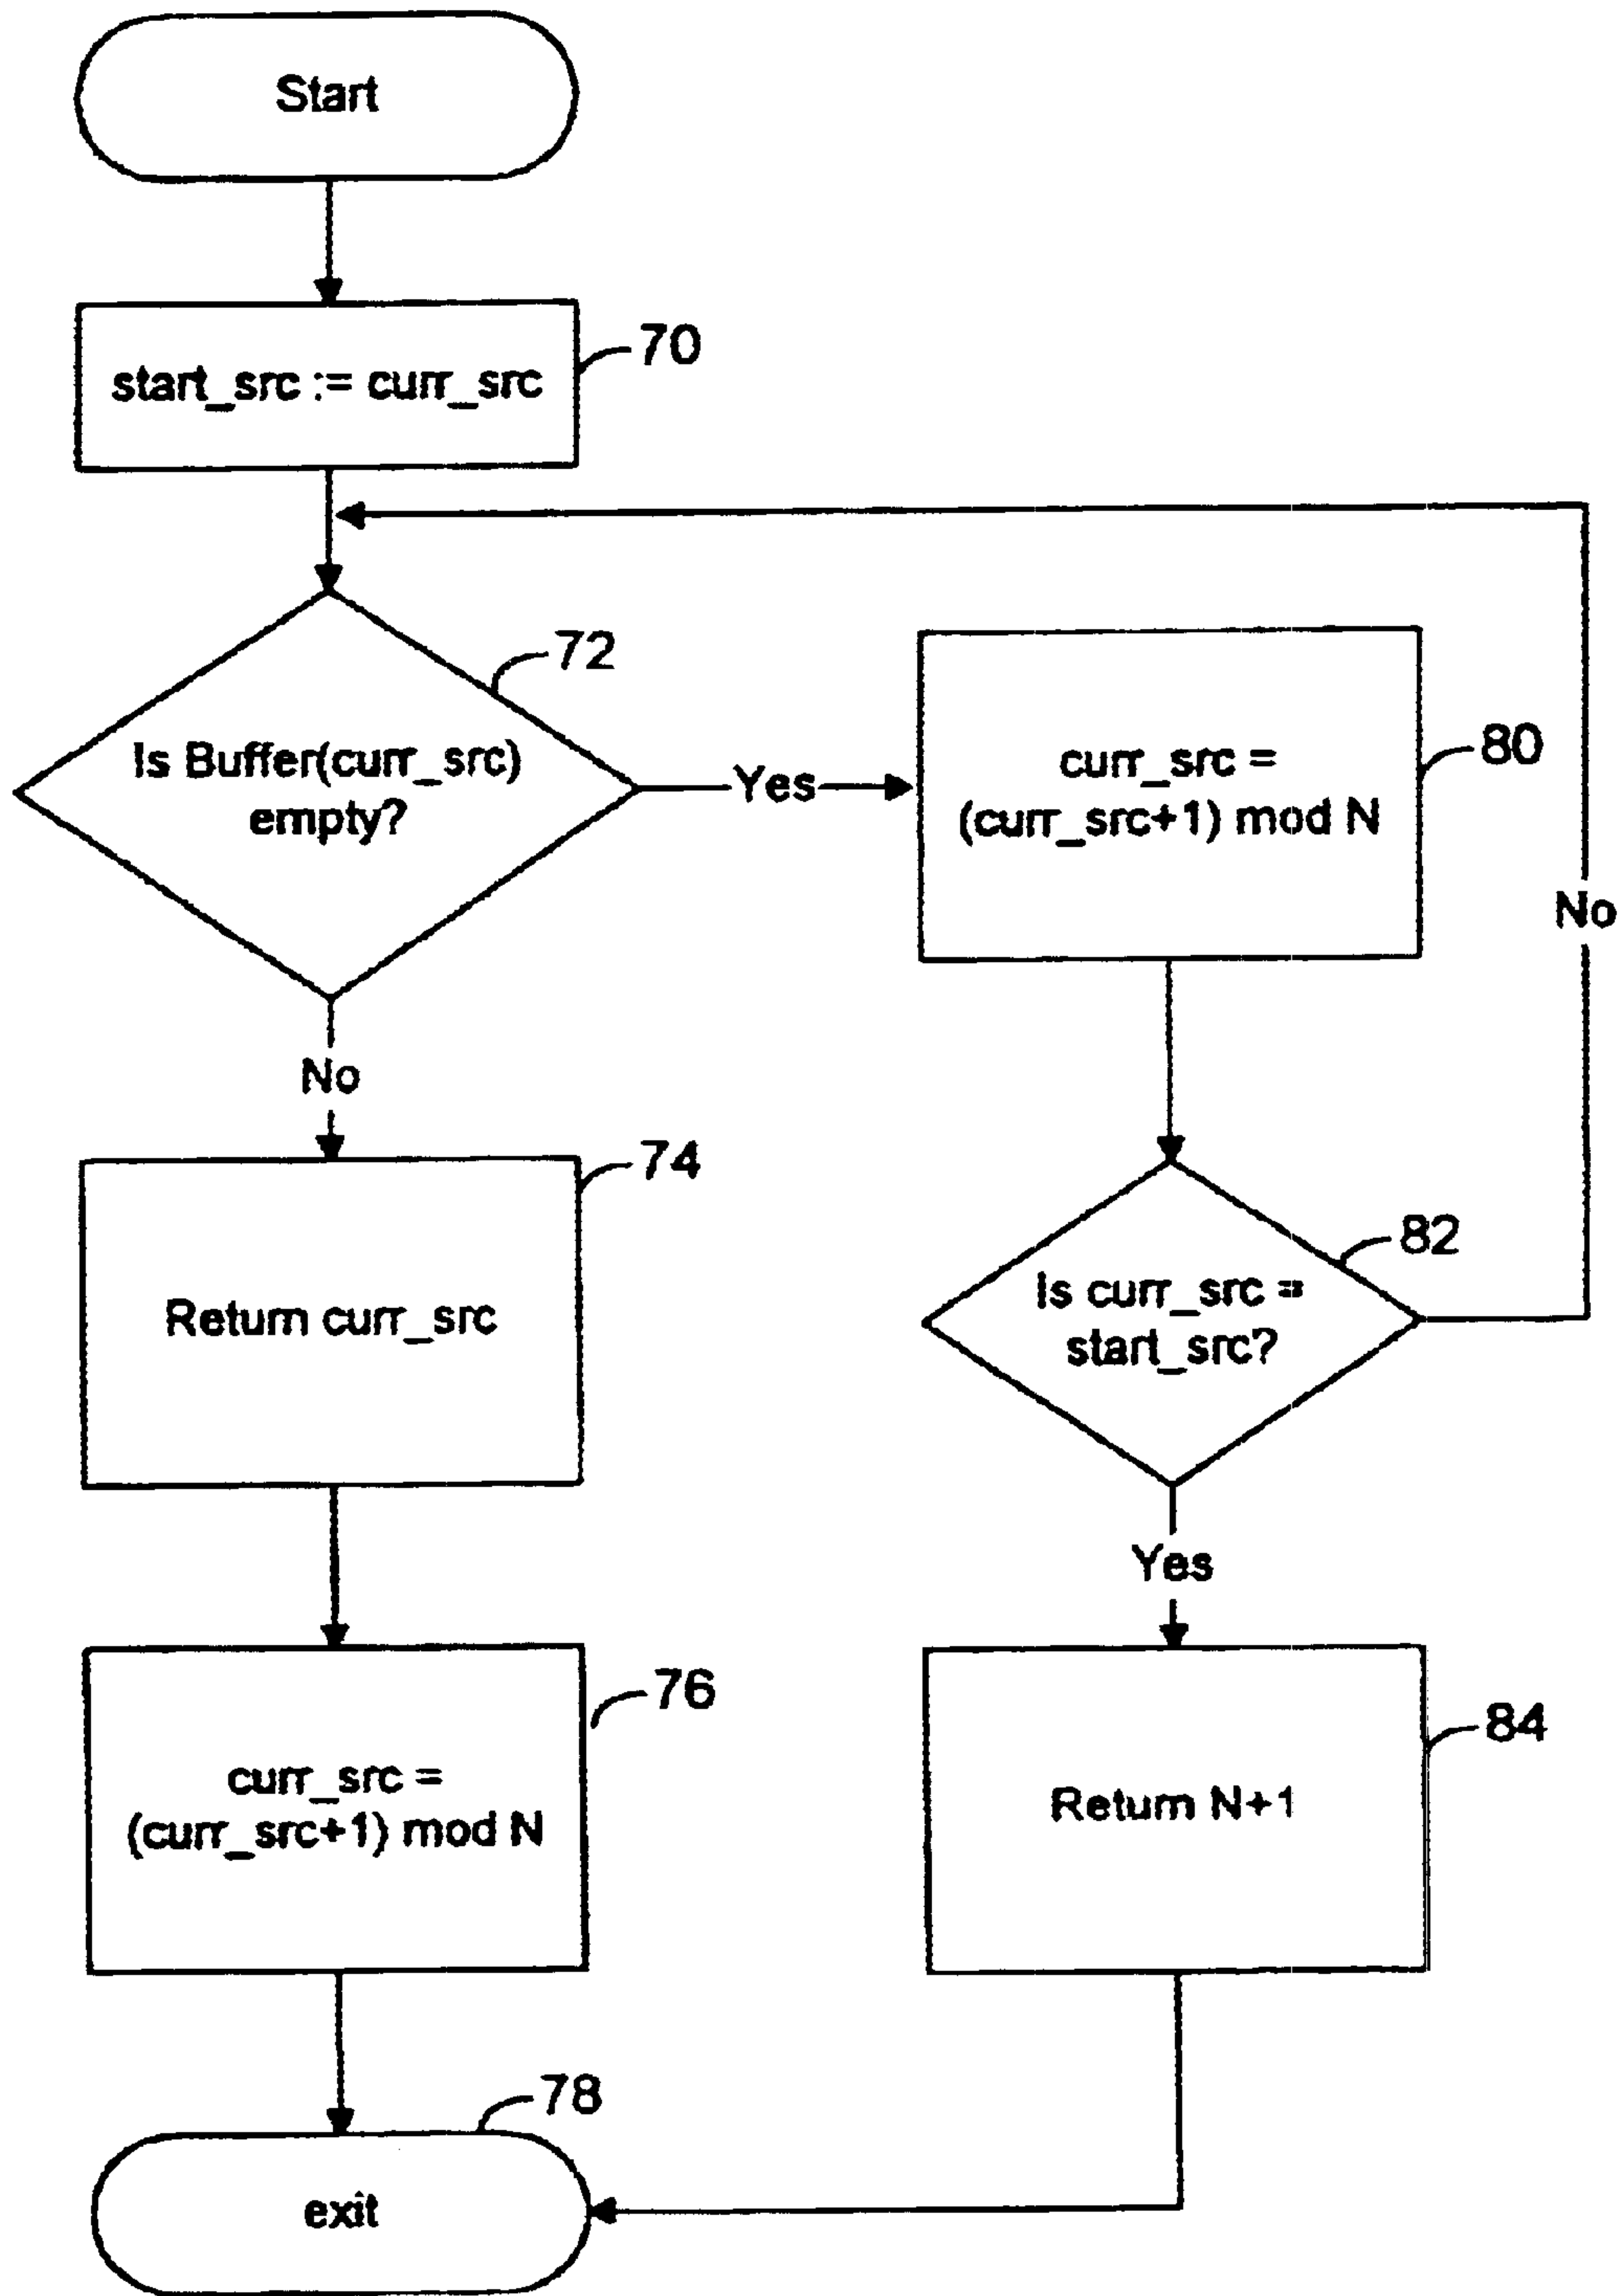 Start
start_src := curr_src
70
Is Buffer(curr_src)
empty?
72
Yes
curr_src =
(curr_src+1) mod N
80
No
No
Return curr_src
74
Is curr_src =
start_src?
82
Yes
curr_src =
(curr_src+1) mod N
76
Return N+1
84
exit
78